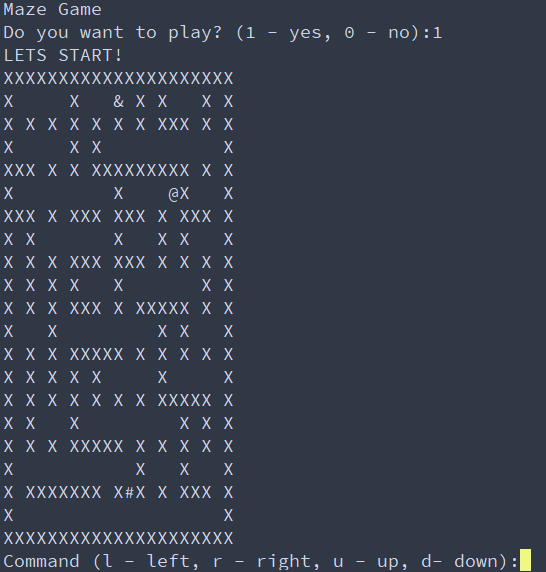 Maze Game
Do you want to play? (1 - yes, 0 - no):1
LETS START!
XXXXXXXXXXXXXXXXXXXXX
X     X   & X X   X X
X X X X X X X XXX X X
X     X X           X
XXX X X XXXXXXXXX X X
X         X    @X   X
XXX X XXX XXX X XXX X
X X       X   X X   X
X X X XXX XXX X X X X
X X X X   X       X X
X X X XXX X XXXXX X X
X   X         X X   X
X X X XXXXX X X X X X
X X X X X     X     X
X X X X X X X XXXXX X
X X   X         X X X
X X X XXXXX X X X X X
X           X   X   X
X XXXXXXX X#X X XXX X
X                   X
XXXXXXXXXXXXXXXXXXXXX
Command (l - left, r - right, u - up, d- down):